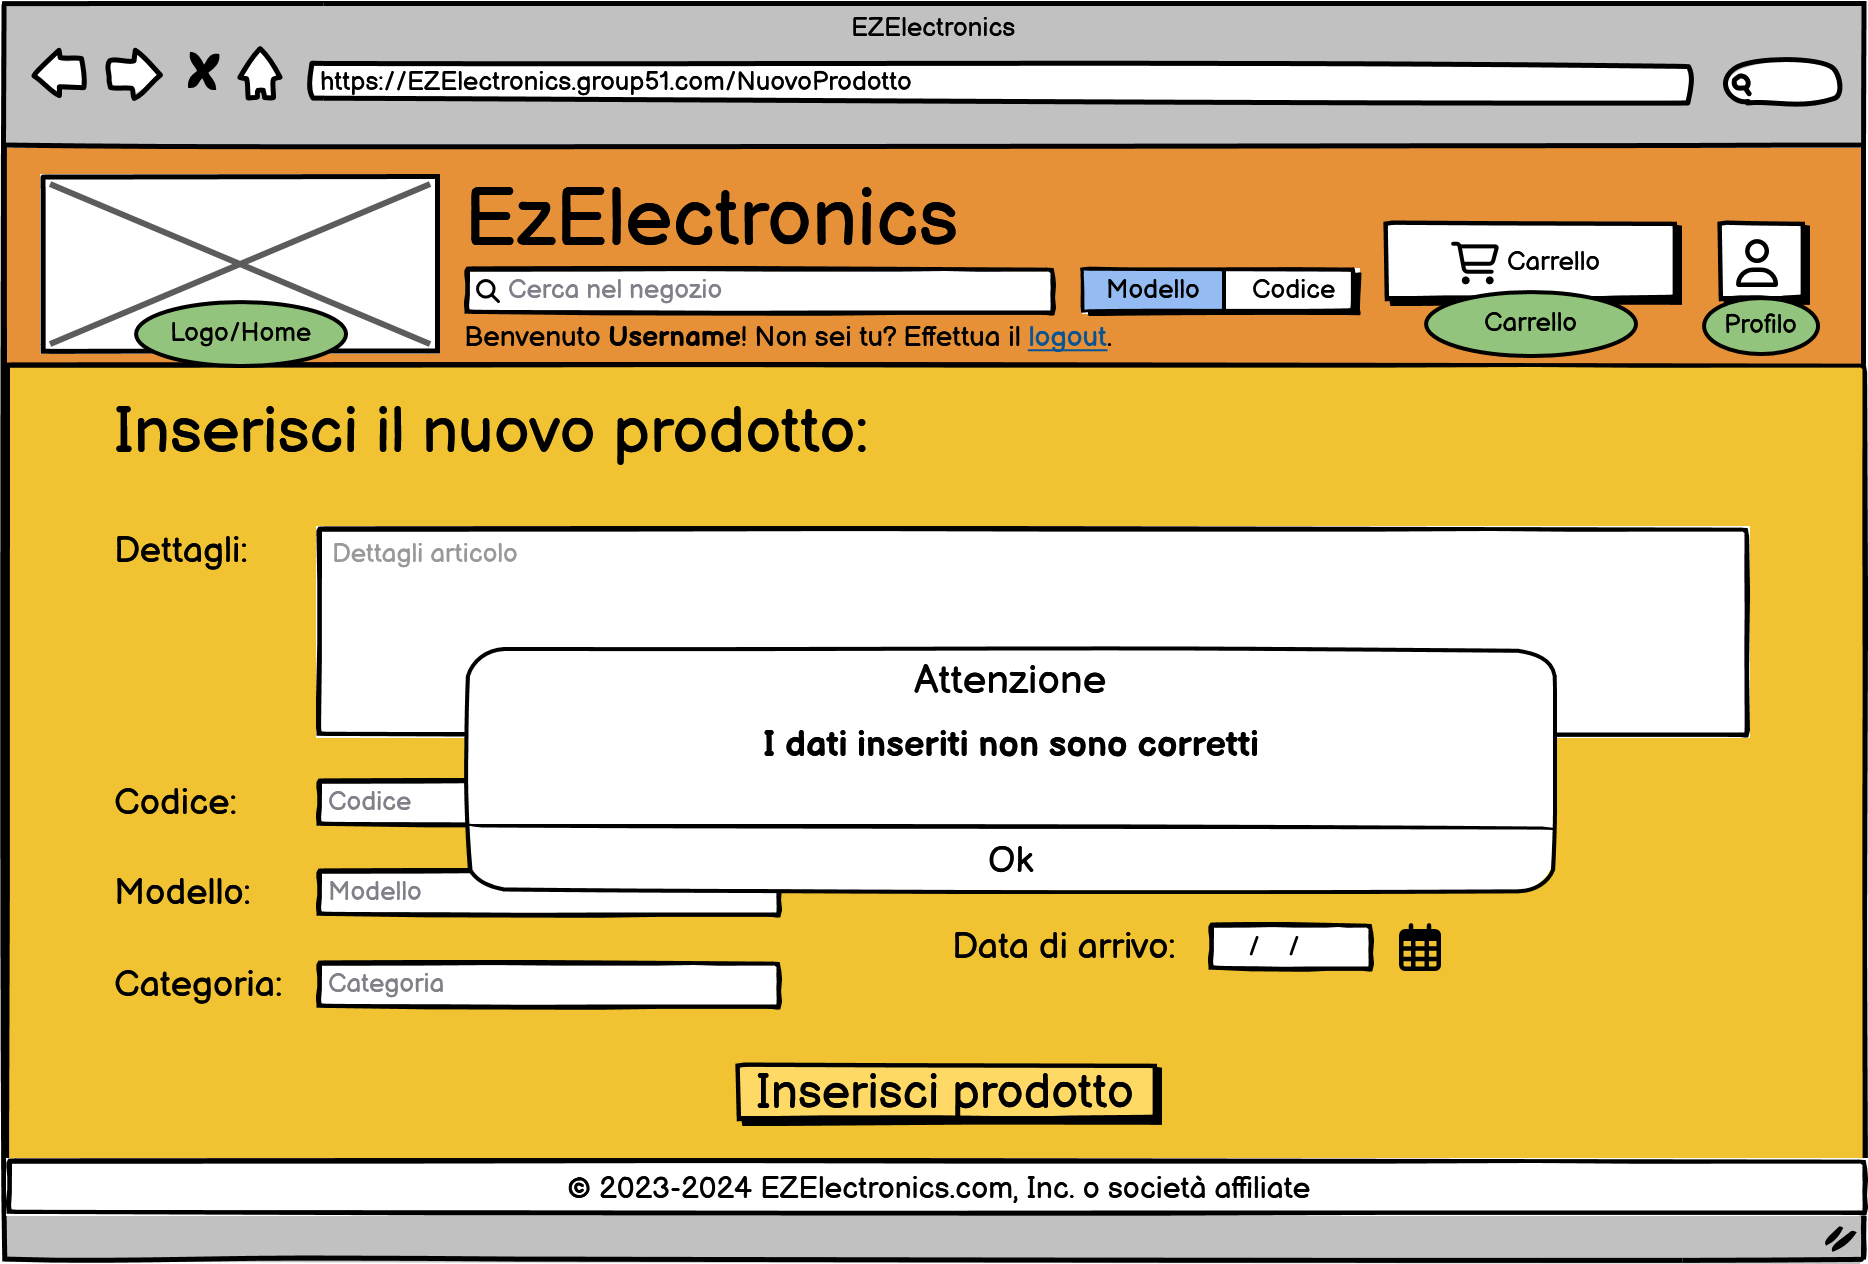 EZElectronics
https://EZElectronics.group51.com/NuovoProdotto
EzElectronics
Cerca nel negozio
Modello
Codice
Carrello
Logo/Home
Benvenuto Username! Non sei tu? Effettua il logout.
Carrello
Profilo
Inserisci il nuovo prodotto:
Dettagli:
Dettagli articolo
Attenzione
I dati inseriti non sono corretti
Ok
Codice:
Codice
Modello:
Modello
Data di arrivo:
/ /
Categoria:
Categoria
Inserisci prodotto
© 2023-2024 EZElectronics.com, Inc. o società affiliate